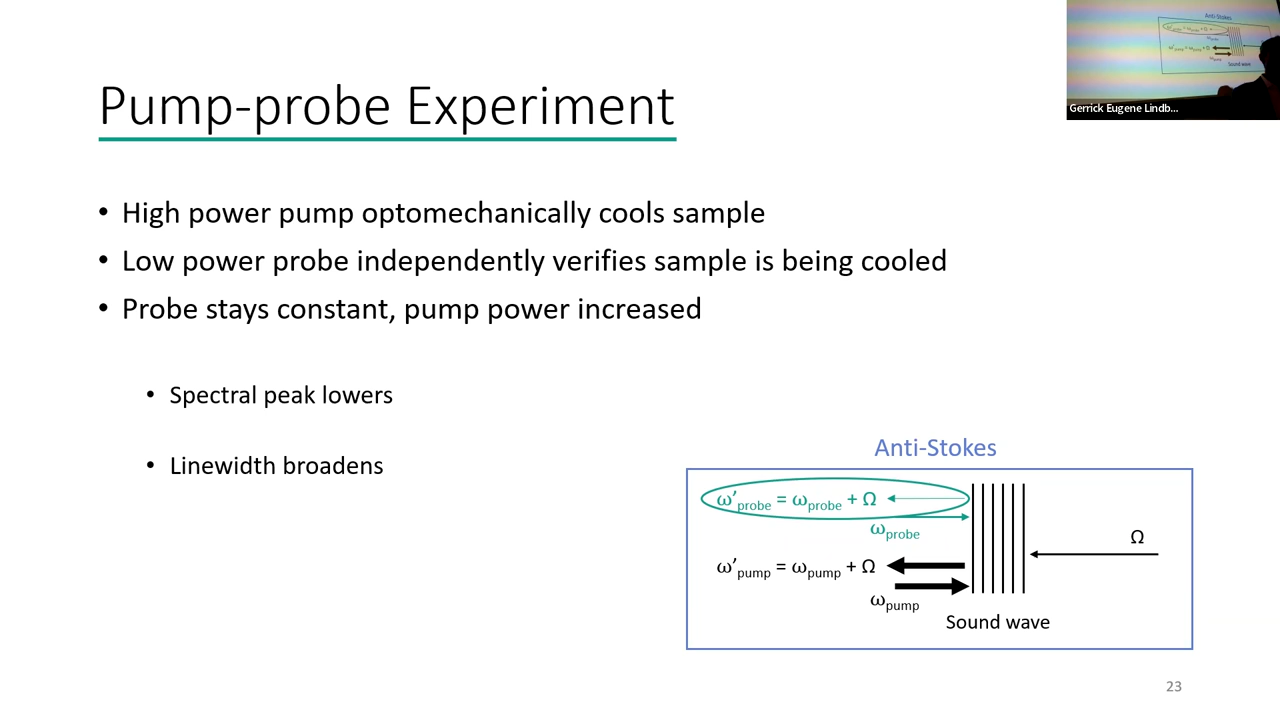 Pump-probe Experiment
• High power pump optomechanically cools sample
• Low power probe independently verifies sample is being cooled
• Probe stays constant, pump power increased
• Spectral peak lowers
• Linewidth broadens
Anti-Stokes
ω'probe = ωprobe + Ω
ωprobe
Ω
ω'pump = ωpump + Ω
ωpump
Sound wave
23
Anti-Stokes
Sound wave
Gerrick Eugene Lindb...